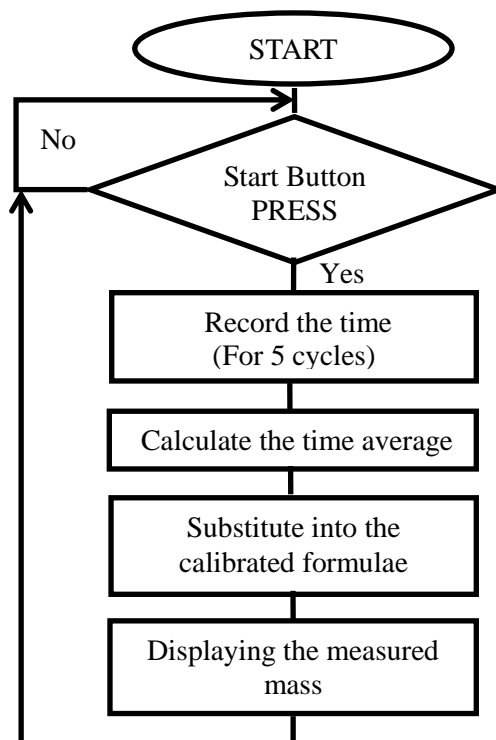 START
No
Start Button
PRESS
Yes
Record the time
(For 5 cycles)
Calculate the time average
Substitute into the
calibrated formulae
Displaying the measured
mass